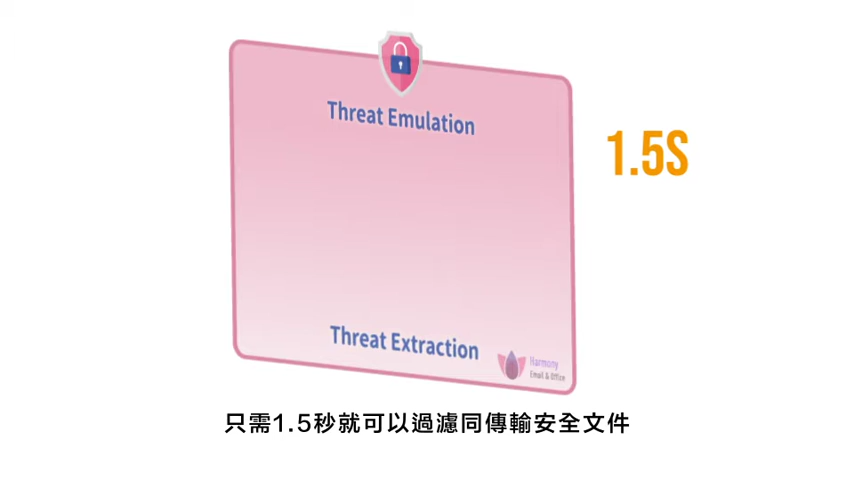 Threat Emulation
1.5S
Threat Extraction
Harmony
Email & Office
只需1.5秒就可以過濾同傳輸安全文件